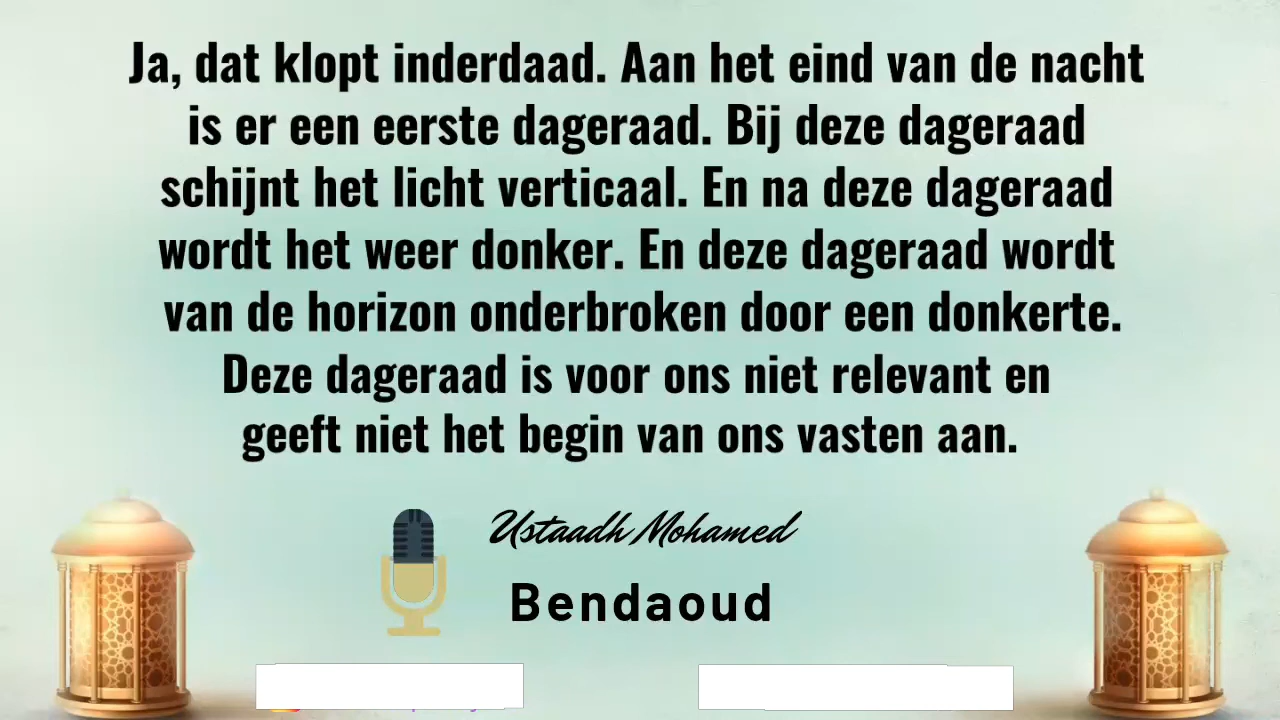 Ja, dat klopt inderdaad. Aan het eind van de nacht
is er een eerste dageraad. Bij deze dageraad
schijnt het licht verticaal. En na deze dageraad
wordt het weer donker. En deze dageraad wordt
van de horizon onderbroken door een donkerte.
Deze dageraad is voor ons niet relevant en
geeft niet het begin van ons vasten aan.
Ustaadh Mohamed
Bendaoud